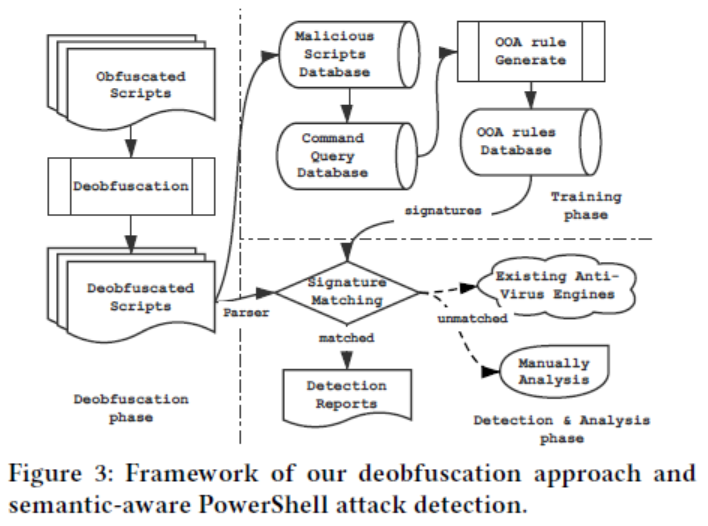 Obfuscated
Scripts
Deobfuscation
Deobfuscated
Scripts
Deobfuscation
phase
Malicious
Scripts
Database
Command
Query
Database
OOA rule
Generate
OOA rules
Database
signatures
Training
phase
Parser
Signature
Matching
matched
unmatched
Detection
Reports
Existing Anti-
Virus Engines
Manually
Analysis
Detection & Analysis
phase
Figure 3: Framework of our deobfuscation approach and
semantic-aware PowerShell attack detection.